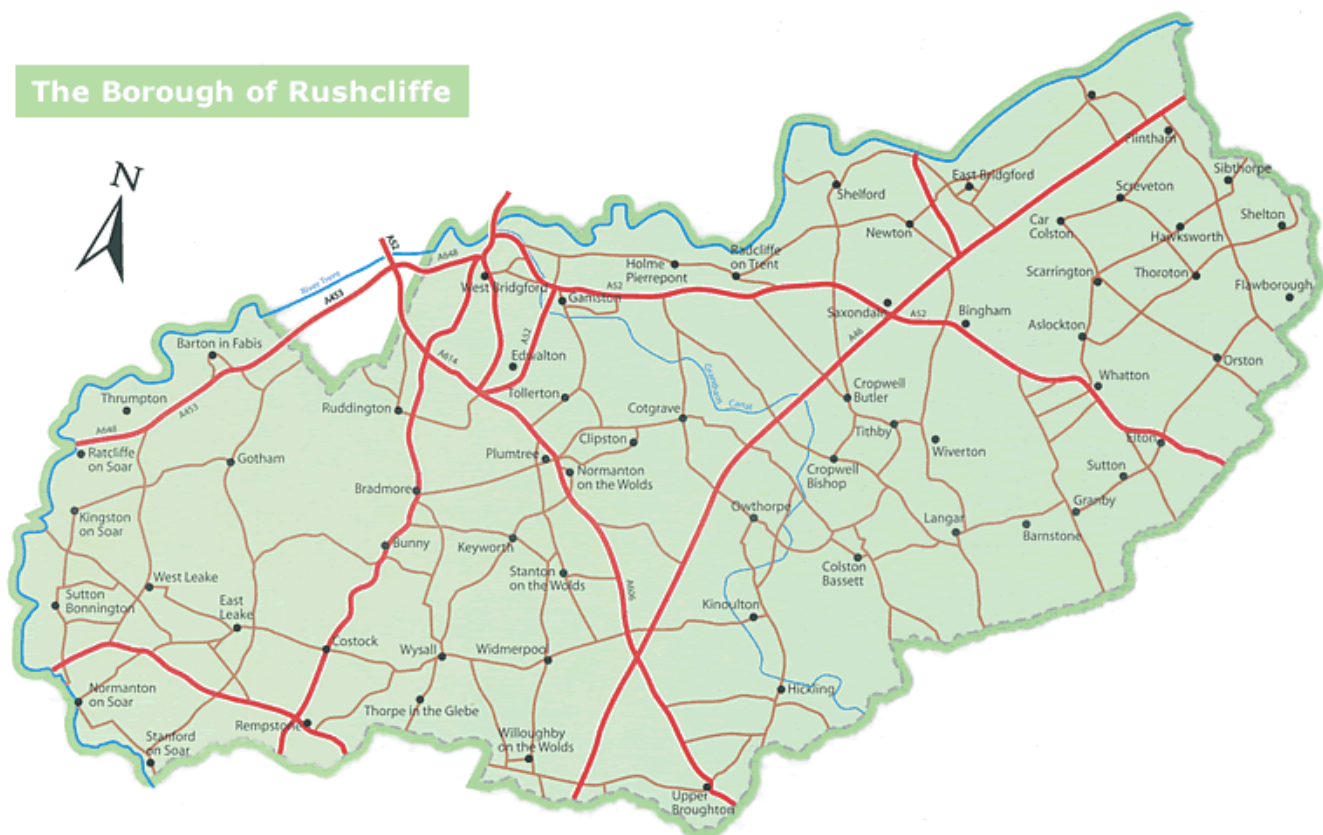 The Borough of Rushcliffe
N
Flintham
Sibthorpe
East Bridgford
Screveton
Shelford
Shelton
Car
Colston
Newton
Hawksworth
A52
A648
River Trent
Radcliffe
on Trent
Holme
Pierrepont
Scarrington
Thoroton
West Bridgford
A52
A453
Gamston
Flawborough
Saxondale
A52
Bingham
Aslockton
A46
A52
Barton in Fabis
Edwalton
A614
Orston
Grantham
Canal
Whatton
Thrumpton
A453
Ruddington
Tollerton
Cropwell
Butler
Cotgrave
A648
Tithby
Ratcliffe
on Soar
Gotham
Clipston
Plumtree
Wiverton
Elton
Normanton
on the Wolds
Cropwell
Bishop
Sutton
Bradmore
Granby
Kingston
on Soar
Owthorpe
Langar
Barnstone
Bunny
Keyworth
Colston
Bassett
Stanton
on the Wolds
West Leake
A606
Sutton
Bonnington
East
Leake
Kinoulton
Costock
Wysall
Widmerpool
Normanton
on Soar
Hickling
Thorpe in the Glebe
Rempstone
Stanford
on Soar
Willoughby
on the Wolds
Upper
Broughton